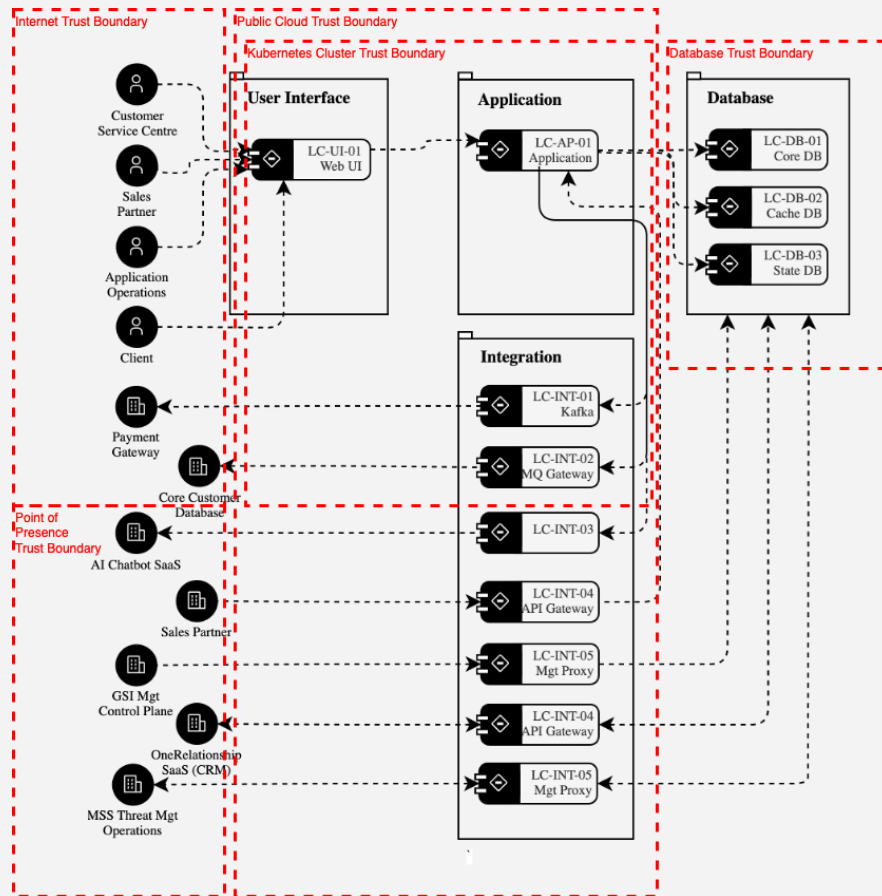 Internet Trust Boundary
Public Cloud Trust Boundary
Kubernetes Cluster Trust Boundary
Database Trust Boundary
Customer
Service Centre
Sales
Partner
Application
Operations
Client
Payment
Gateway
Core Customer
Database
Point of
Presence
Trust Boundary
AI Chatbot SaaS
Sales Partner
GSI Mgt
Control Plane
OneRelationship
SaaS (CRM)
MSS Threat Mgt
Operations
User Interface
LC-UI-01
Web UI
Application
LC-AP-01
Application
Integration
LC-INT-01
Kafka
LC-INT-02
MQ Gateway
LC-INT-03
LC-INT-04
API Gateway
LC-INT-05
Mgt Proxy
LC-INT-04
API Gateway
LC-INT-05
Mgt Proxy
Database
LC-DB-01
Core DB
LC-DB-02
Cache DB
LC-DB-03
State DB